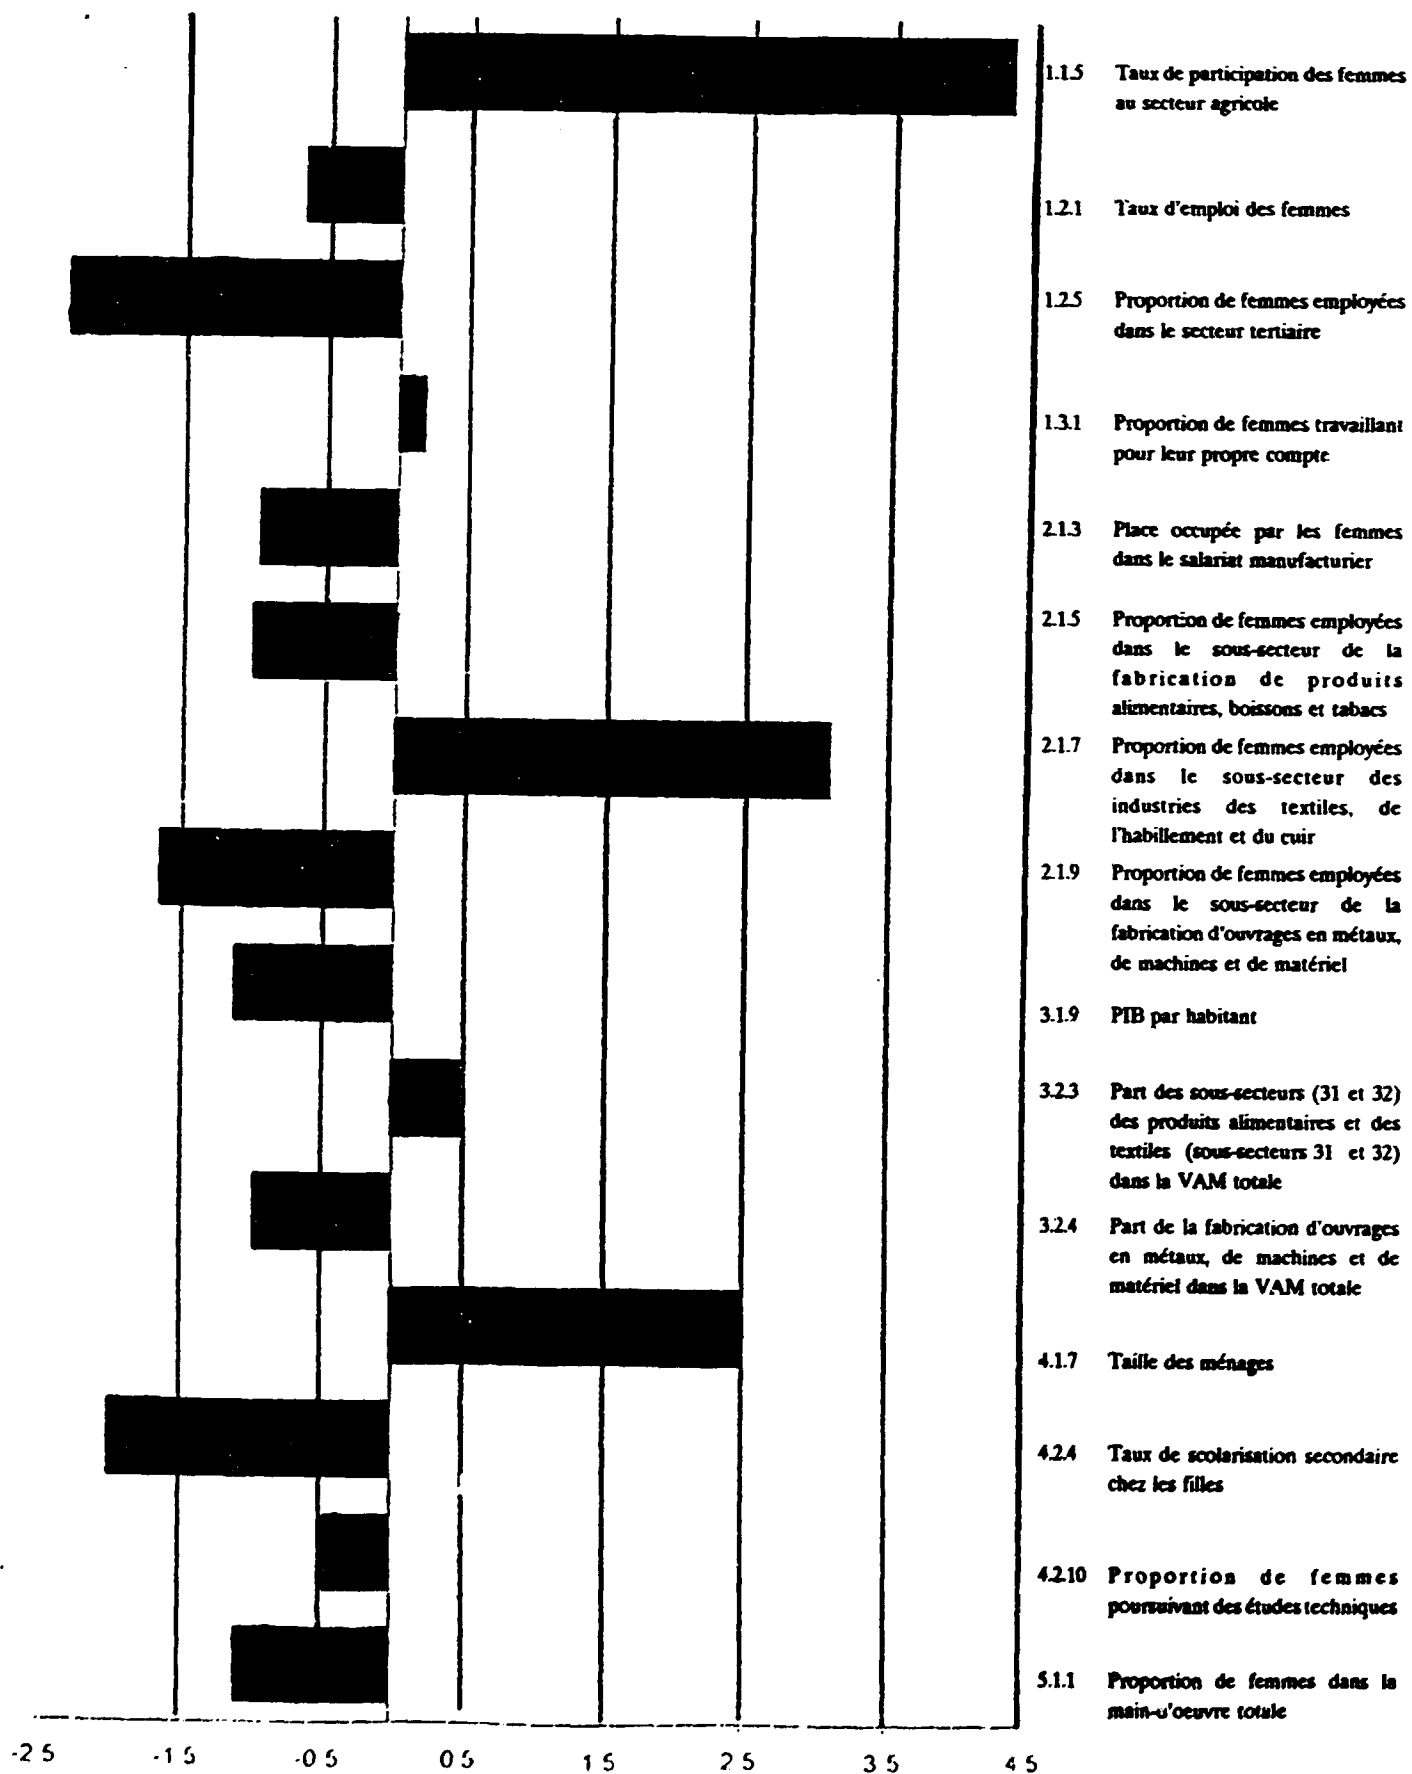 1.1.5 Taux de participation des femmes
au secteur agricole
1.2.1 Taux d'emploi des femmes
1.2.5 Proportion de femmes employées
dans le secteur tertiaire
1.3.1 Proportion de femmes travaillant
pour leur propre compte
2.1.3 Place occupée par les femmes
dans le salariat manufacturier
2.1.5 Proportion de femmes employées
dans le sous-secteur de la
fabrication de produits
alimentaires, boissons et tabacs
2.1.7 Proportion de femmes employées
dans le sous-secteur des
industries des textiles, de
l'habillement et du cuir
2.1.9 Proportion de femmes employées
dans le sous-secteur de la
fabrication d'ouvrages en métaux,
de machines et de matériel
3.1.9 PIB par habitant
3.2.3 Part des sous-secteurs (31 et 32)
des produits alimentaires et des
textiles (sous-secteurs 31 et 32)
dans la VAM totale
3.2.4 Part de la fabrication d'ouvrages
en métaux, de machines et de
matériel dans la VAM totale
4.1.7 Taille des ménages
4.2.4 Taux de scolarisation secondaire
chez les filles
4.2.10 Proportion de femmes
poursuivant des études techniques
5.1.1 Proportion de femmes dans la
main-d'oeuvre totale
-2 5 -1 5 -0 5 0 5 1 5 2 5 3 5 4 5